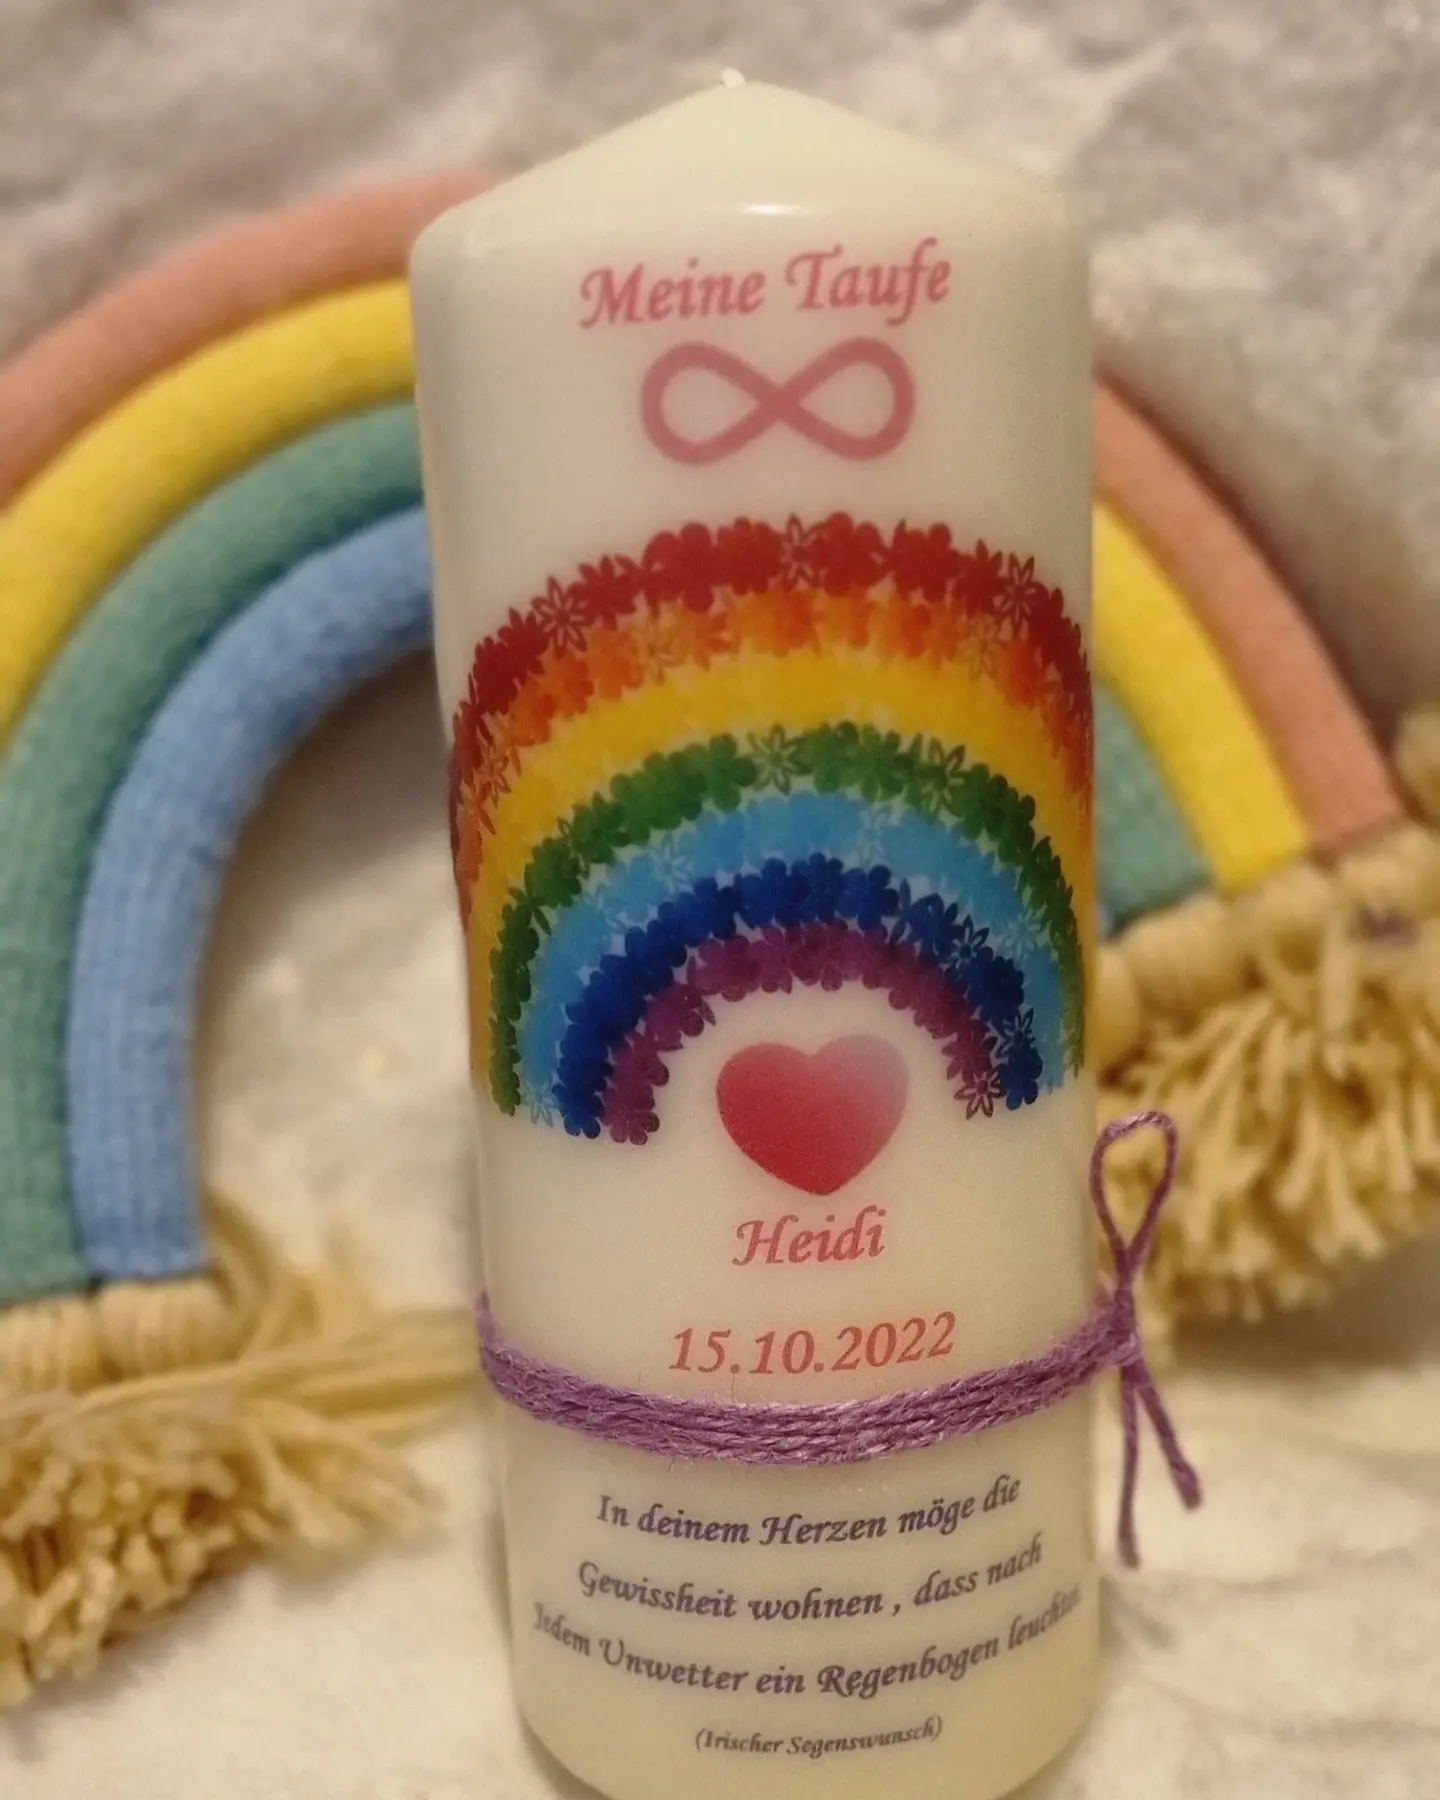 Meine Taufe
Heidi
15.10.2022
In deinem Herzen möge die
Gewissheit wohnen , dass nach
Jedem Unwetter ein Regenbogen leuchtet
(Irischer Segenswunsch)